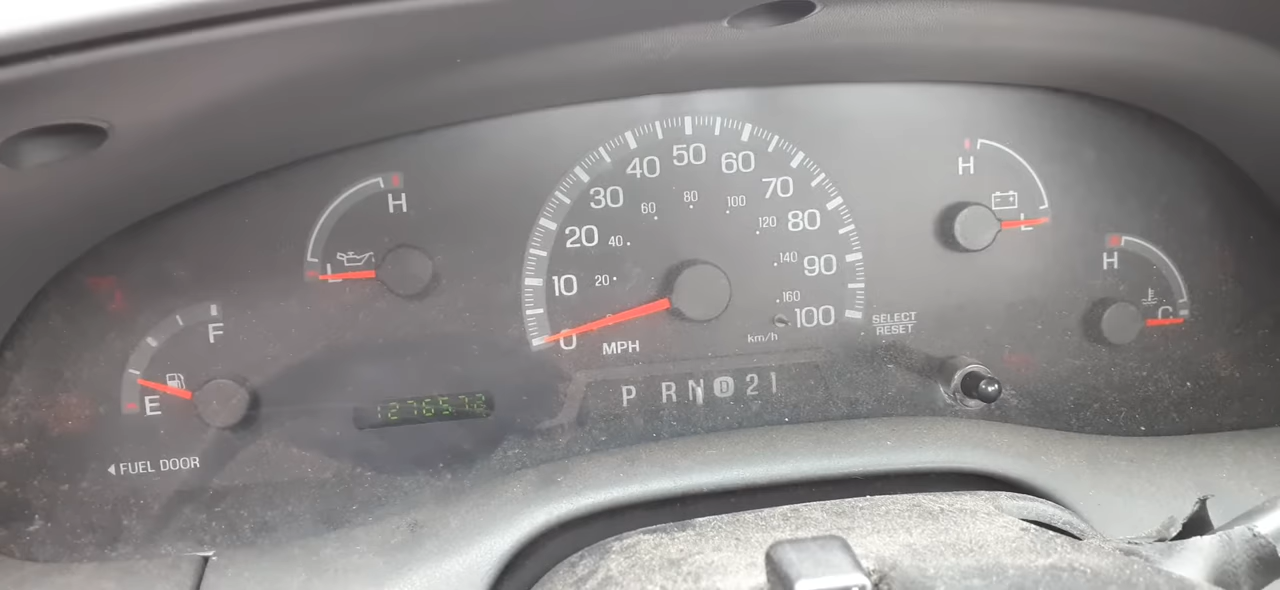 H
40 50 60
30 70
20 80
10 90
0 100
60 80 100
40 120
20 140
160
MPH
km/h
H
L
F
E
◀ FUEL DOOR
P R N D 2 1
H
L
H
C
SELECT
RESET